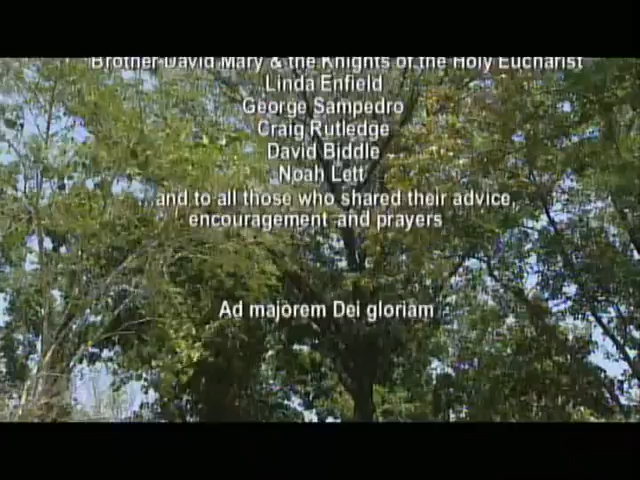 Brother David Mary & the Knights of the Holy Eucharist
Linda Enfield
George Sampedro
Craig Rutledge
David Biddle
Noah Lett
...and to all those who shared their advice,
encouragement and prayers
Ad majorem Dei gloriam